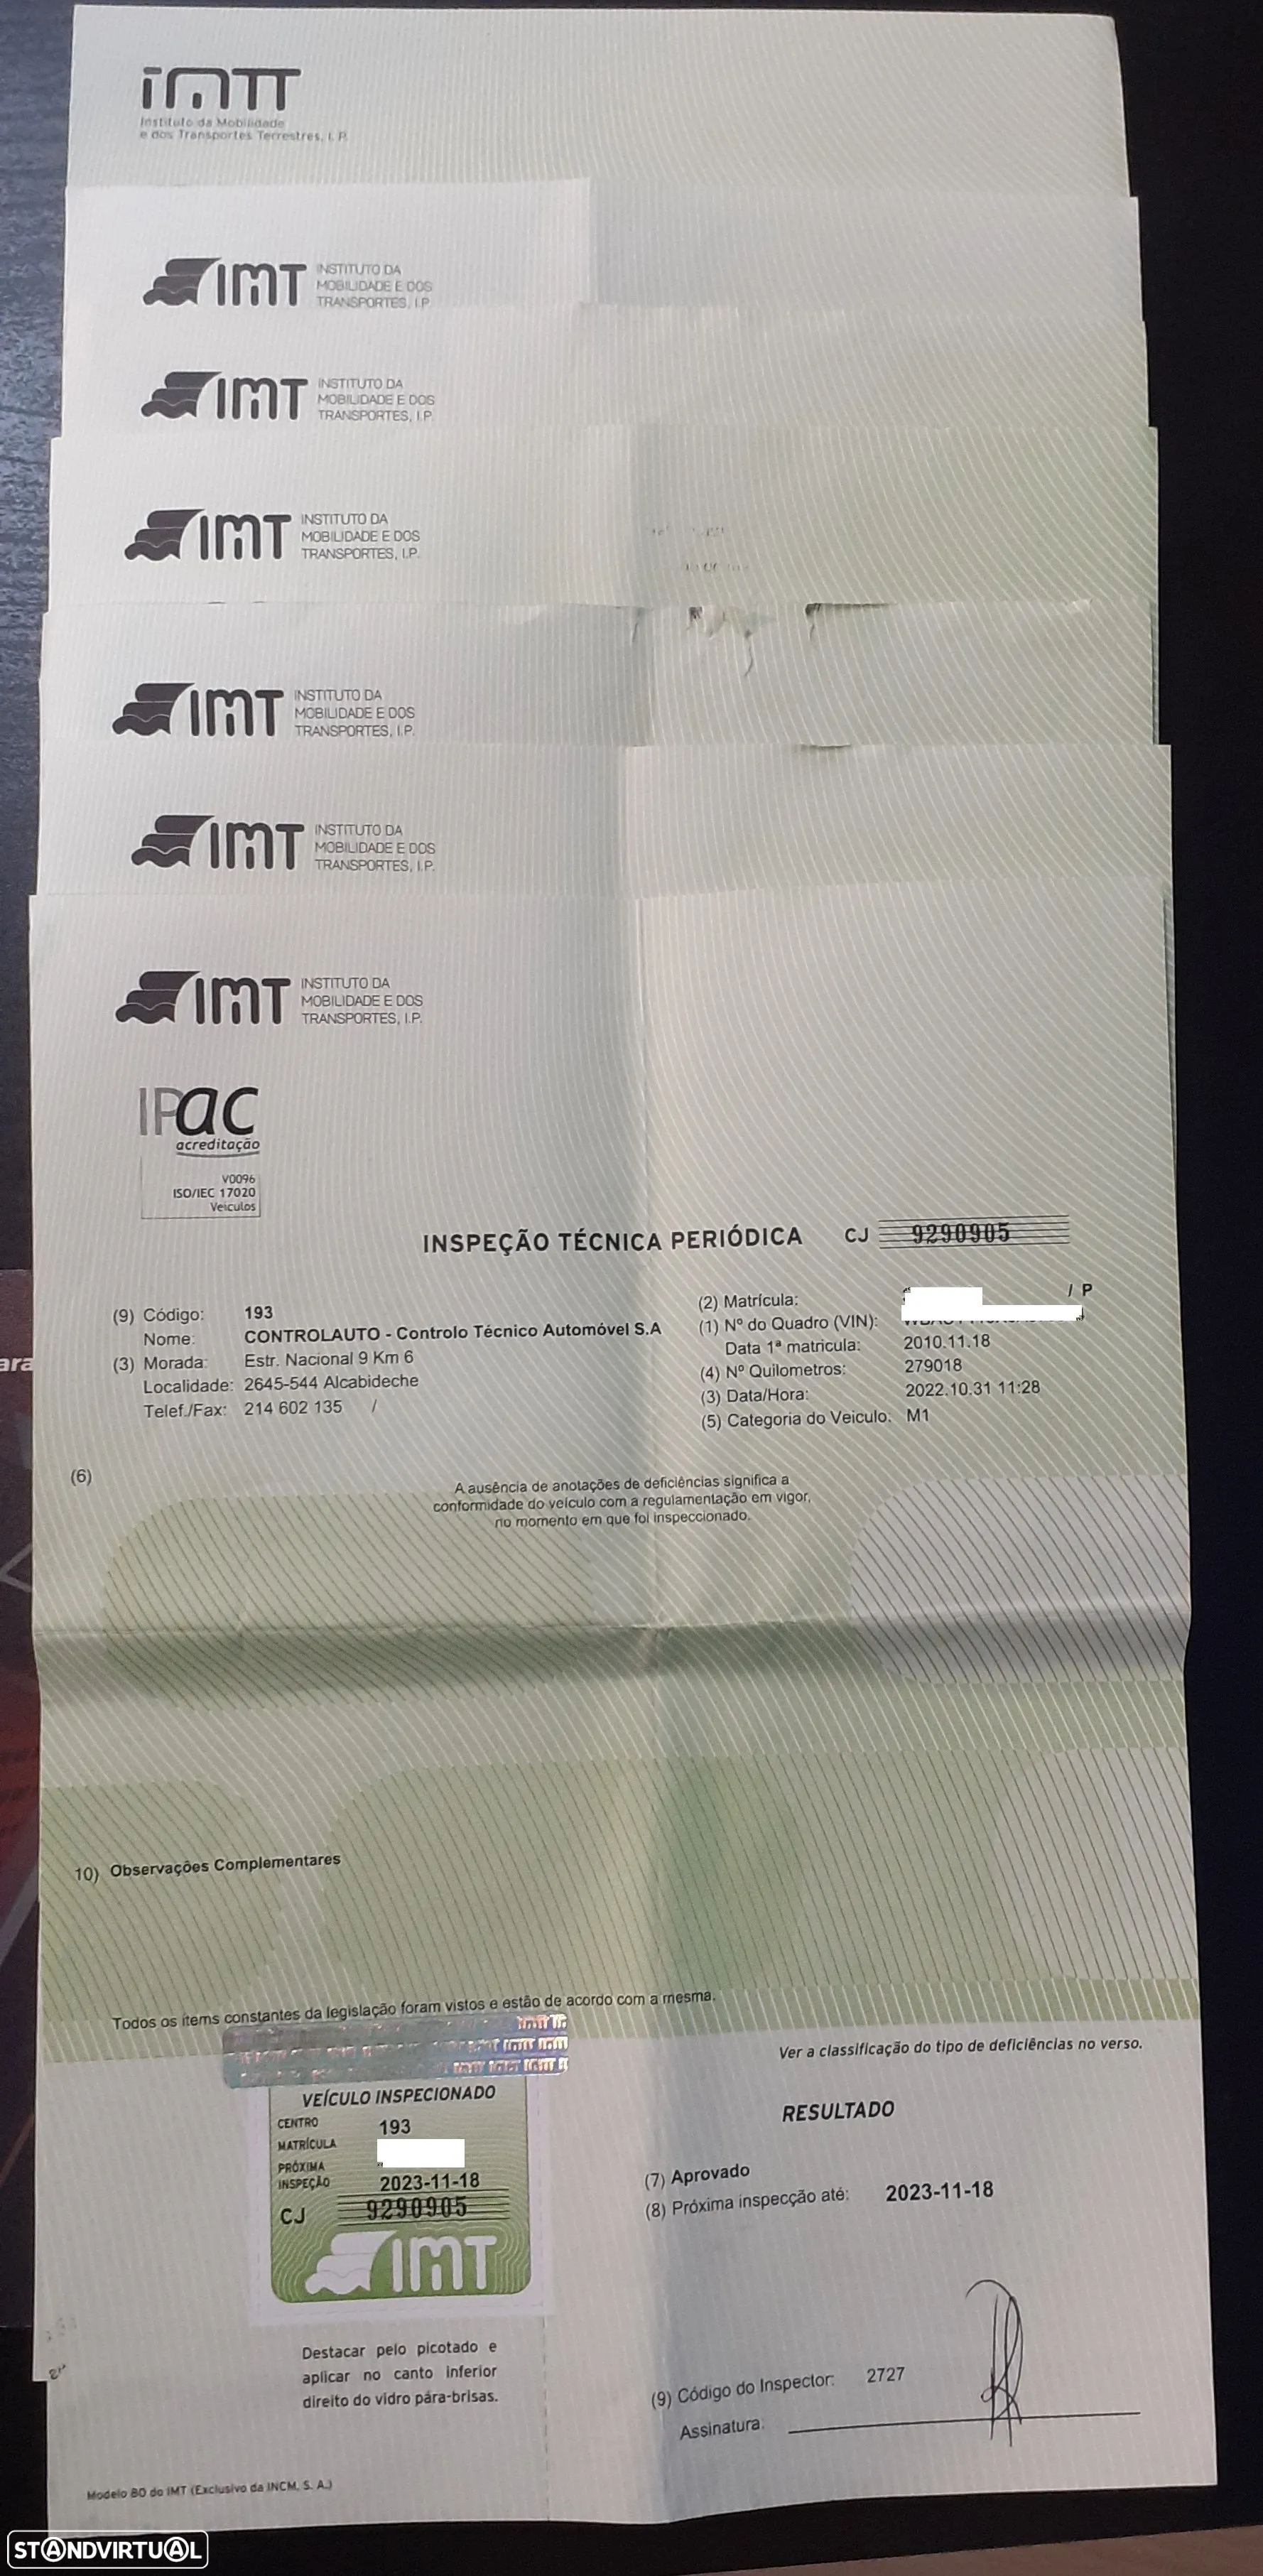 imTT
Instituto da Mobilidade
e dos Transportes Terrestres, I. P.
IMT INSTITUTO DA
MOBILIDADE E DOS
TRANSPORTES, I.P.
IMT INSTITUTO DA
MOBILIDADE E DOS
TRANSPORTES, I.P.
IMT INSTITUTO DA
MOBILIDADE E DOS
TRANSPORTES, I.P.
IMT INSTITUTO DA
MOBILIDADE E DOS
TRANSPORTES, I.P.
IMT INSTITUTO DA
MOBILIDADE E DOS
TRANSPORTES, I.P.
IMT INSTITUTO DA
MOBILIDADE E DOS
TRANSPORTES, I.P.
IPac
acreditação
V0096
ISO/IEC 17020
Veículos
INSPEÇÃO TÉCNICA PERIÓDICA CJ 9290905
(9) Código: 193
Nome: CONTROLAUTO - Controlo Técnico Automóvel S.A
(3) Morada: Estr. Nacional 9 Km 6
Localidade: 2645-544 Alcabideche
Telef./Fax: 214 602 135 /
(2) Matrícula: / P
(1) Nº do Quadro (VIN):
Data 1ª matricula: 2010.11.18
(4) Nº Quilometros: 279018
(3) Data/Hora: 2022.10.31 11:28
(5) Categoria do Veiculo: M1
(6)
A ausência de anotações de deficiências significa a
conformidade do veículo com a regulamentação em vigor,
no momento em que foi inspeccionado.
10) Observações Complementares
Todos os ítems constantes da legislação foram vistos e estão de acordo com a mesma.
Ver a classificação do tipo de deficiências no verso.
VEÍCULO INSPECIONADO
CENTRO 193
MATRÍCULA
PRÓXIMA
INSPEÇÃO 2023-11-18
CJ 9290905
IMT
RESULTADO
(7) Aprovado
(8) Próxima inspecção até: 2023-11-18
Destacar pelo picotado e
aplicar no canto inferior
direito do vidro pára-brisas.
(9) Código do Inspector: 2727
Assinatura:
Modelo 80 do IMT (Exclusivo da INCM, S. A.)
STANDVIRTUAL